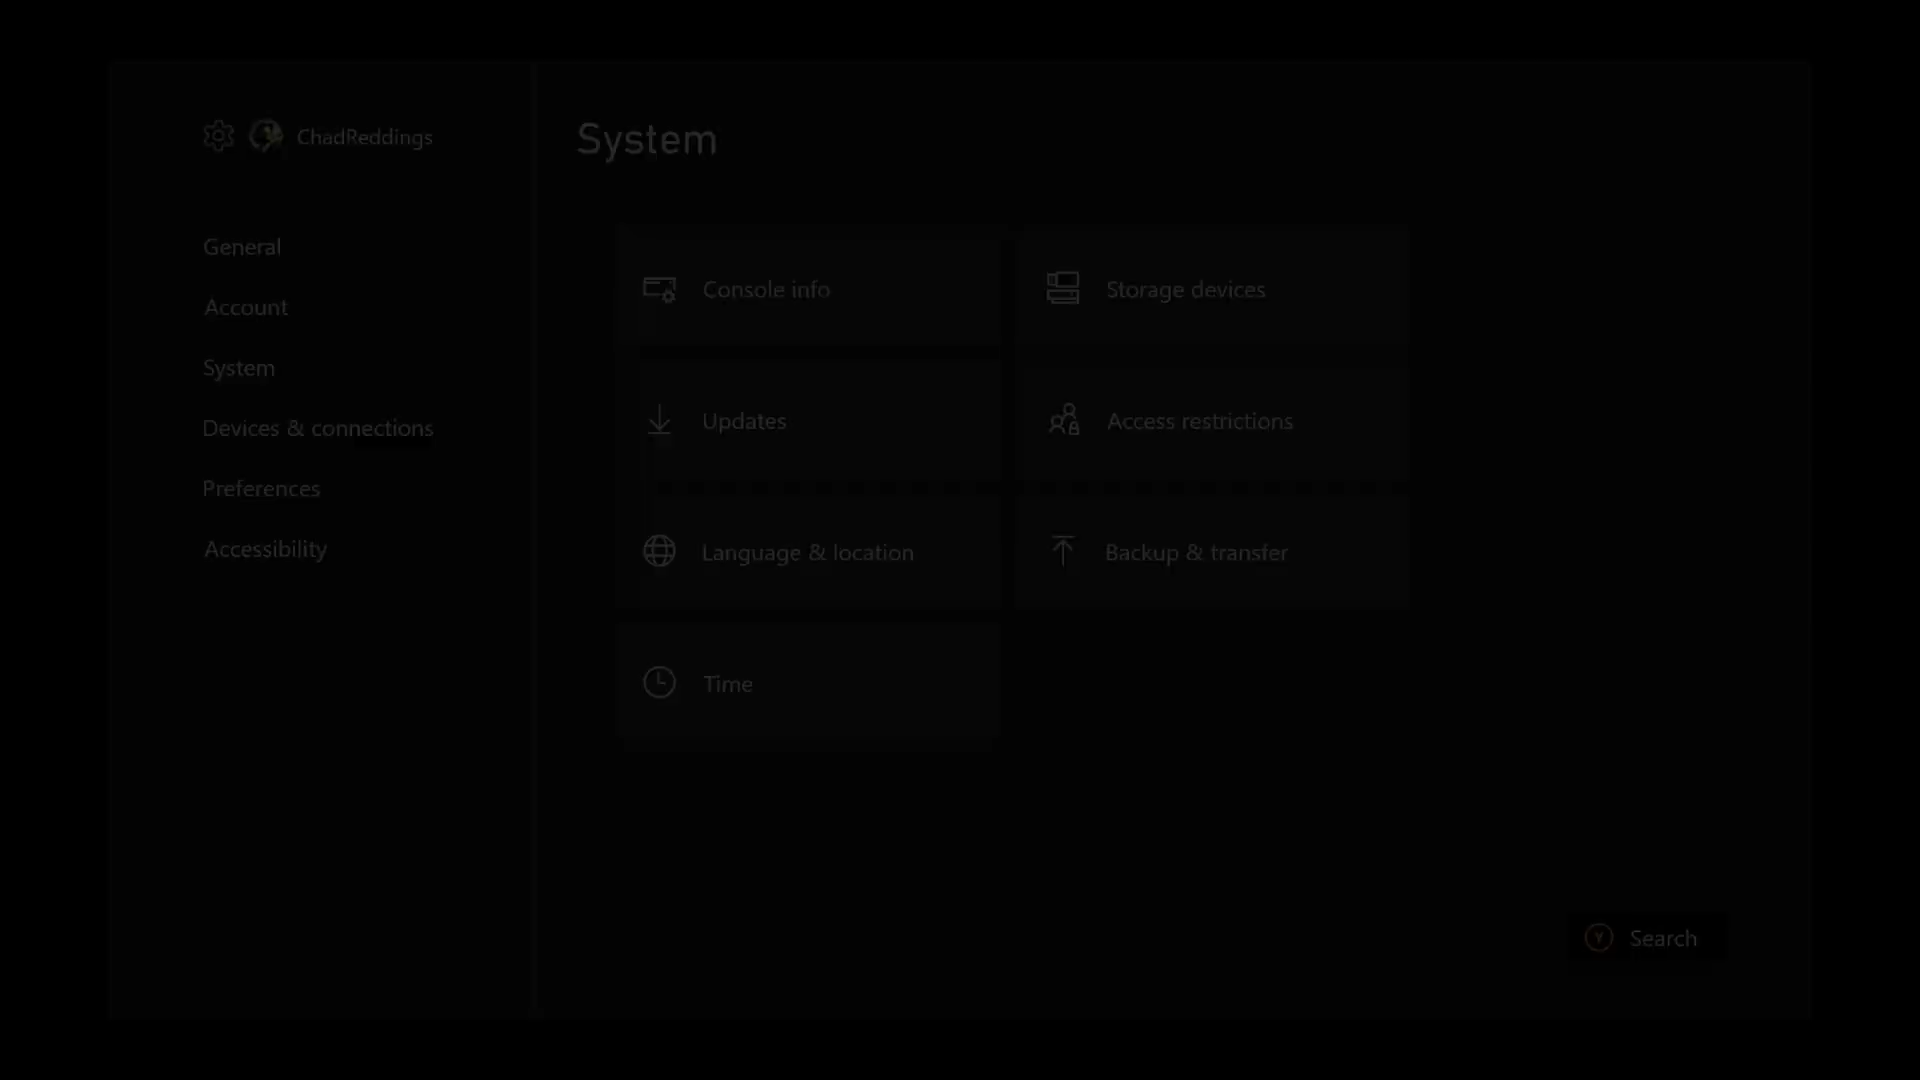 ChadReddings
General
Account
System
Devices & connections
Preferences
Accessibility
System
Console info
Storage devices
Updates
Access restrictions
Language & location
Backup & transfer
Time
Y Search